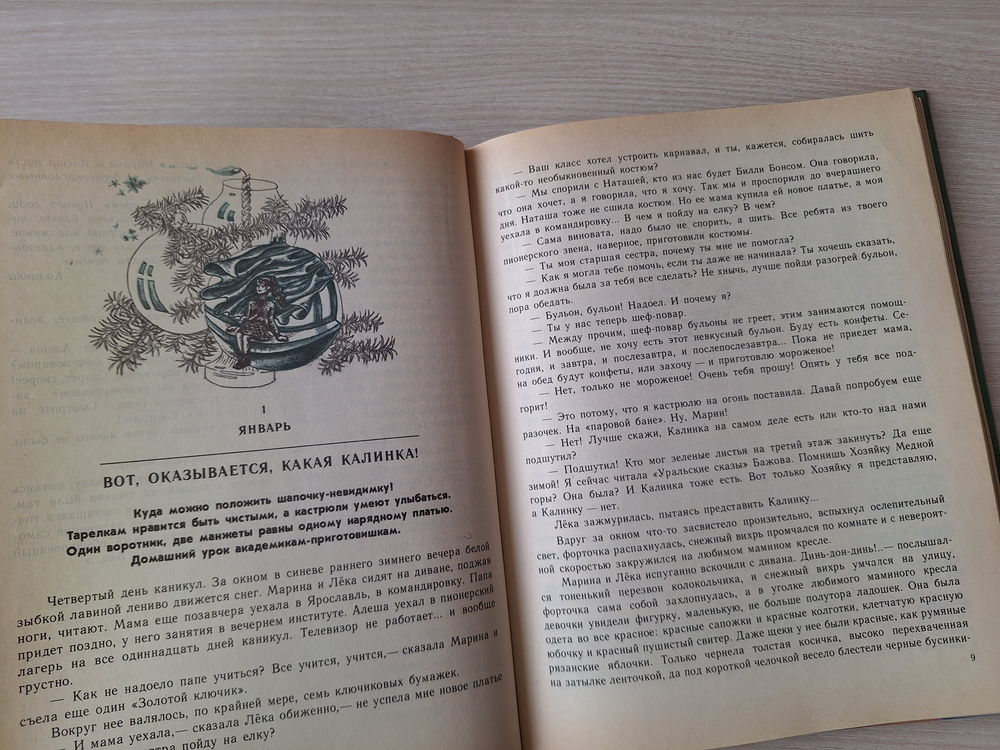 1
ЯНВАРЬ
ВОТ, ОКАЗЫВАЕТСЯ, КАКАЯ КАЛИНКА!
Куда можно положить шапочку-невидимку!
Тарелкам нравится быть чистыми, а кастрюли умеют улыбаться.
Один воротник, две манжеты равны одному нарядному платью.
Домашний урок академикам-приготовишкам.
Четвертый день каникул. За окном в синеве раннего зимнего вечера белой
зыбкой лавиной лениво движется снег. Марина и Лёка сидят на диване, поджав
ноги, читают. Мама еще позавчера уехала в Ярославль, в командировку. Папа
придет поздно, у него занятия в вечернем институте. Алеша уехал в пионерский
лагерь на все одиннадцать дней каникул. Телевизор не работает... и вообще
грустно.
— Как не надоело папе учиться? Все учится, учится,— сказала Марина и
съела еще один «Золотой ключик».
Вокруг нее валялось, по крайней мере, семь ключиковых бумажек.
— И мама уехала,— сказала Лёка обиженно,— не успела мне новое платье
пойду на елку?
— Ваш класс хотел устроить карнавал, и ты, кажется, собиралась шить
какой-то необыкновенный костюм?
— Мы спорили с Наташей, кто из нас будет Билли Бонсом. Она говорила,
что она хочет, а я говорила, что я хочу. Так мы и проспорили до вчерашнего
дня. Наташа тоже не сшила костюм. Но ее мама купила ей новое платье, а моя
уехала в командировку... В чем я пойду на елку? В чем?
— Сама виновата, надо было не спорить, а шить. Все ребята из твоего
пионерского звена, наверное, приготовили костюмы.
— Ты моя старшая сестра, почему ты мне не помогла?
— Как я могла тебе помочь, если ты даже не начинала? Ты хочешь сказать,
что я должна была за тебя все сделать? Не хнычь, лучше пойди разогрей бульон,
пора обедать.
— Бульон, бульон! Надоел. И почему я?
— Ты у нас теперь шеф-повар.
— Между прочим, шеф-повар бульоны не греет, этим занимаются помощ-
ники. И вообще, не хочу есть этот невкусный бульон. Буду есть конфеты. Се-
годня, и завтра, и послезавтра, и послепослезавтра... Пока не приедет мама,
на обед будут конфеты, или захочу — и приготовлю мороженое!
— Нет, только не мороженое! Очень тебя прошу! Опять у тебя все под-
горит!
— Это потому, что я кастрюлю на огонь поставила. Давай попробуем еще
разочек. На «паровой бане». Ну, Марин!
— Нет! Лучше скажи, Калинка на самом деле есть или кто-то над нами
подшутил?
— Подшутил! Кто мог зеленые листья на третий этаж закинуть? Да еще
зимой! Я сейчас читала «Уральские сказы» Бажова. Помнишь Хозяйку Медной
горы? Она была? И Калинка тоже есть. Вот только Хозяйку я представляю,
а Калинку — нет.
Лёка зажмурилась, пытаясь представить Калинку...
Вдруг за окном что-то засвистело пронзительно, вспыхнул ослепительный
свет, форточка распахнулась, снежный вихрь промчался по комнате и с невероят-
ной скоростью закружился на любимом мамином кресле.
Марина и Лёка испуганно вскочили с дивана. Динь-дон-динь!..— послышал-
ся тоненький перезвон колокольчика, и снежный вихрь умчался на улицу,
форточка сама собой захлопнулась, а в уголке любимого маминого кресла
девочки увидели фигурку, маленькую, не больше полутора ладошек. Она была
одета во все красное: красные сапожки и красные колготки, клетчатую красную
юбочку и красный пушистый свитер. Даже щеки у нее были красные, как румяные
рязанские яблочки. Только чернела толстая косичка, высоко перехваченная
на затылке ленточкой, да под короткой челочкой весело блестели черные бусинки-
9